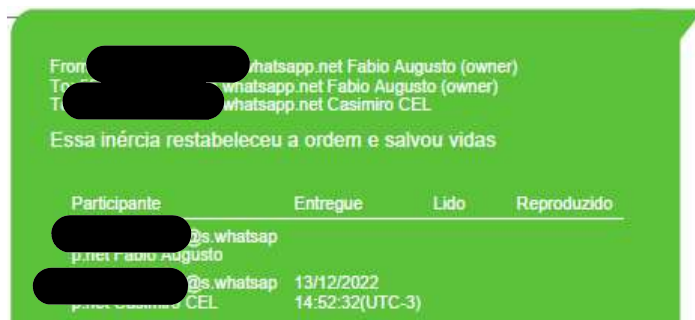 From whatsapp.net Fabio Augusto (owner)
whatsapp.net Fabio Augusto (owner)
whatsapp.net Casimiro CEL
Essa inércia restabeleceu a ordem e salvou vidas
Participante Entregue Lido Reproduzido
@s.whatsap
p.net Fabio Augusto
@s.whatsap 13/12/2022
p.net Casimiro CEL 14:52:32(UTC-3)